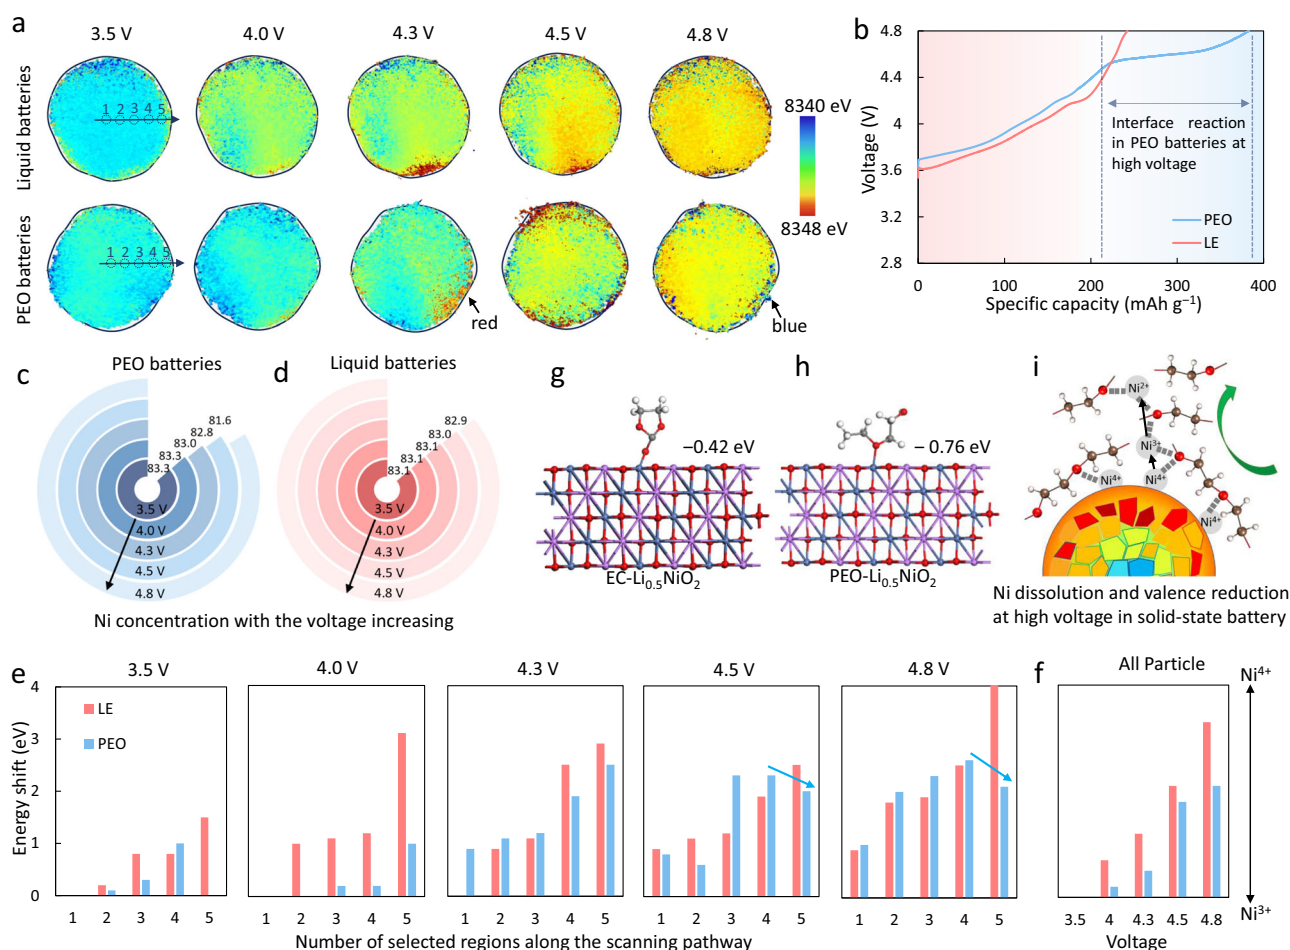 a
3.5 V
4.0 V
4.3 V
4.5 V
4.8 V
Liquid batteries
1 2 3 4 5
8340 eV
8348 eV
PEO batteries
1 2 3 4 5
red
blue
b
Voltage (V)
4.8
4.4
4
3.6
3.2
2.8
Interface reaction
in PEO batteries at
high voltage
PEO
LE
0
100
200
300
400
Specific capacity (mAh g⁻¹)
c
PEO batteries
81.6
82.8
83.0
83.3
83.3
3.5 V
4.0 V
4.3 V
4.5 V
4.8 V
d
Liquid batteries
82.9
83.0
83.1
83.1
83.1
3.5 V
4.0 V
4.3 V
4.5 V
4.8 V
Ni concentration with the voltage increasing
g
−0.42 eV
EC-Li₀.₅NiO₂
h
− 0.76 eV
PEO-Li₀.₅NiO₂
i
Ni²⁺
Ni³⁺
Ni⁴⁺
Ni⁴⁺
Ni⁴⁺
Ni dissolution and valence reduction
at high voltage in solid-state battery
e
3.5 V
4.0 V
4.3 V
4.5 V
4.8 V
Energy shift (eV)
4
3
2
1
0
LE
PEO
1 2 3 4 5
1 2 3 4 5
1 2 3 4 5
1 2 3 4 5
1 2 3 4 5
Number of selected regions along the scanning pathway
f
All Particle
Ni⁴⁺
Ni³⁺
3.5 4 4.3 4.5 4.8
Voltage